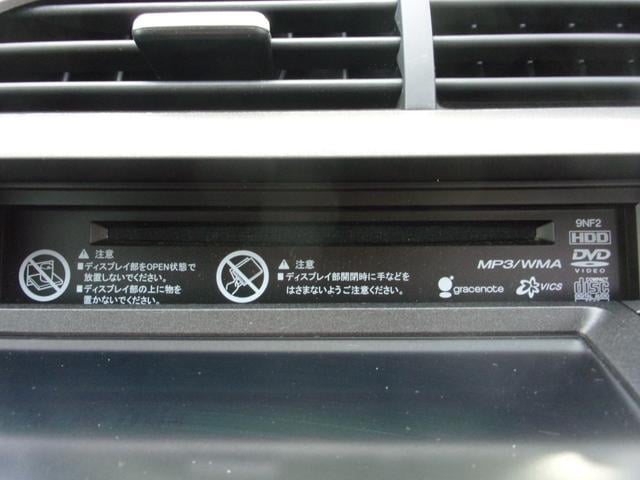 ⚠ 注意
■ディスプレイ部をOPEN状態で
放置しないでください。
■ディスプレイ部の上に物を
置かないでください。
⚠ 注意
■ディスプレイ部開閉時に手などを
はさまないようご注意ください。
9NF2
HDD
DVD
VIDEO
MP3/WMA
gracenote
VICS
COMPACT
disc
DIGITAL AUDIO